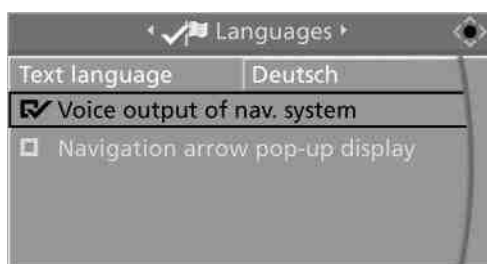 Languages
Text language Deutsch
Voice output of nav. system
Navigation arrow pop-up display